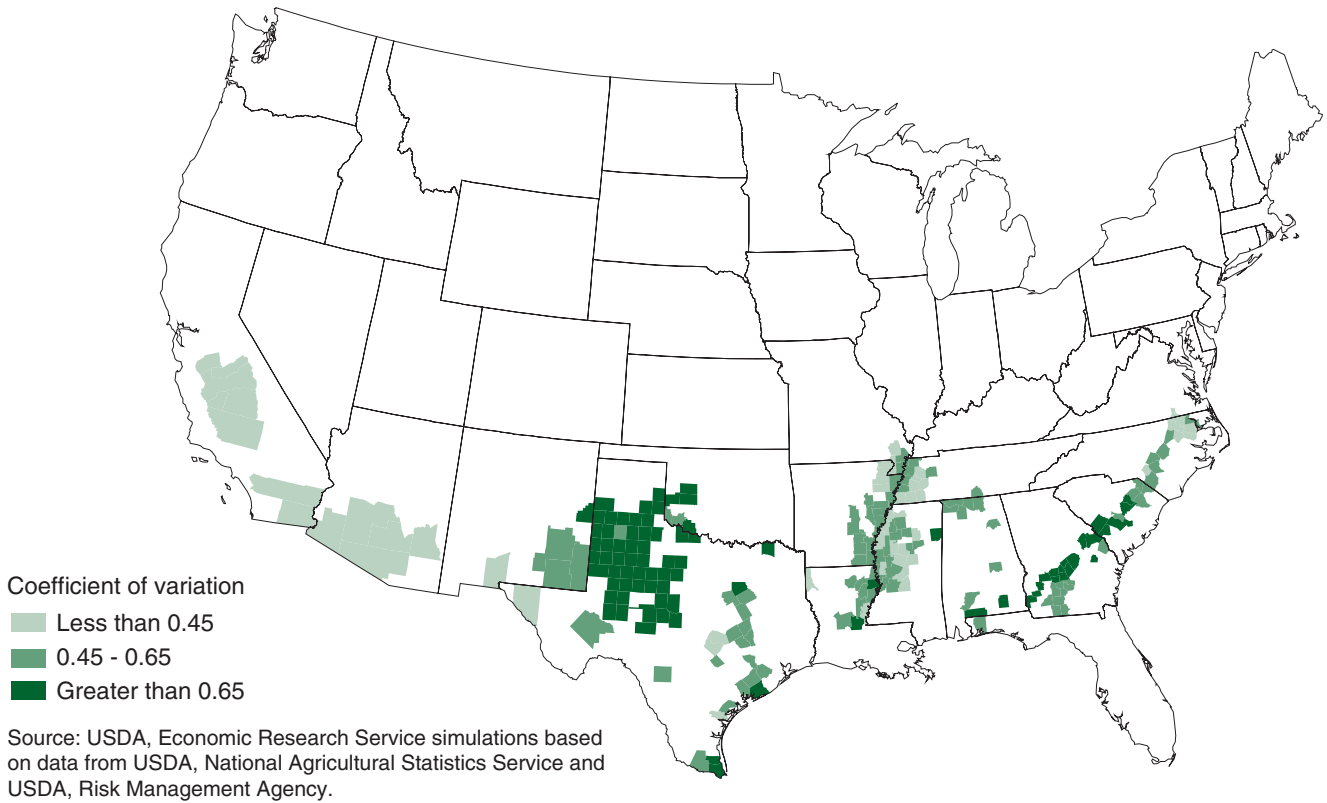 Coefficient of variation
Less than 0.45
0.45 - 0.65
Greater than 0.65
Source: USDA, Economic Research Service simulations based
on data from USDA, National Agricultural Statistics Service and
USDA, Risk Management Agency.